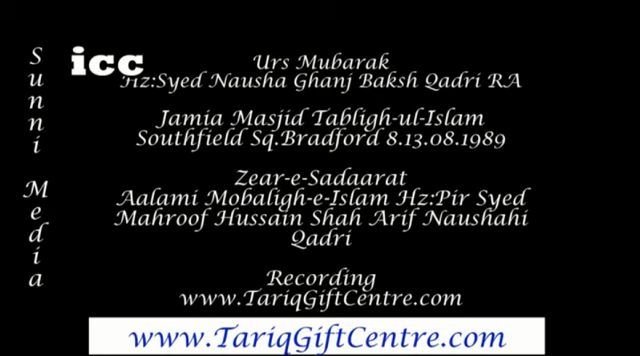 Sunni Media
icc
Urs Mubarak
Hz:Syed Nausha Ghanj Baksh Qadri RA
Jamia Masjid Tabligh-ul-Islam
Southfield Sq.Bradford 8.13.08.1989
Zear-e-Sadaarat
Aalami Mobaligh-e-Islam Hz:Pir Syed
Mahroof Hussain Shah Arif Naushahi
Qadri
Recording
www.TariqGiftCentre.com
www.TariqGiftCentre.com